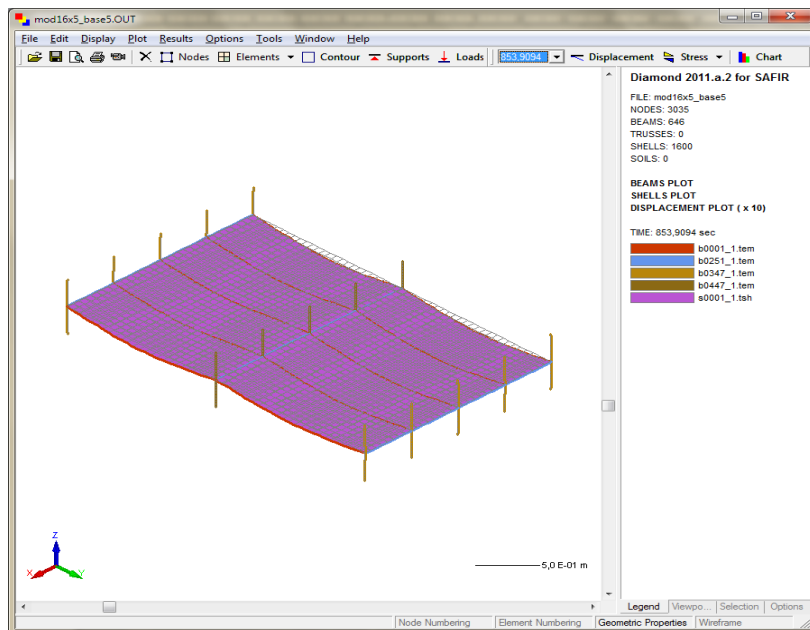 mod16x5_base5.OUT
File Edit Display Plot Results Options Tools Window Help
Nodes Elements Contour Supports Loads 853.9094 Displacement Stress Chart
Diamond 2011.a.2 for SAFIR
FILE: mod16x5_base5
NODES: 3035
BEAMS: 646
TRUSSES: 0
SHELLS: 1600
SOILS: 0
BEAMS PLOT
SHELLS PLOT
DISPLACEMENT PLOT ( x 10)
TIME: 853,9094 sec
b0001_1.tem
b0251_1.tem
b0347_1.tem
b0447_1.tem
s0001_1.tsh
Z
X
Y
5,0 E-01 m
Legend Viewpo... Selection Options
Node Numbering Element Numbering Geometric Properties Wireframe